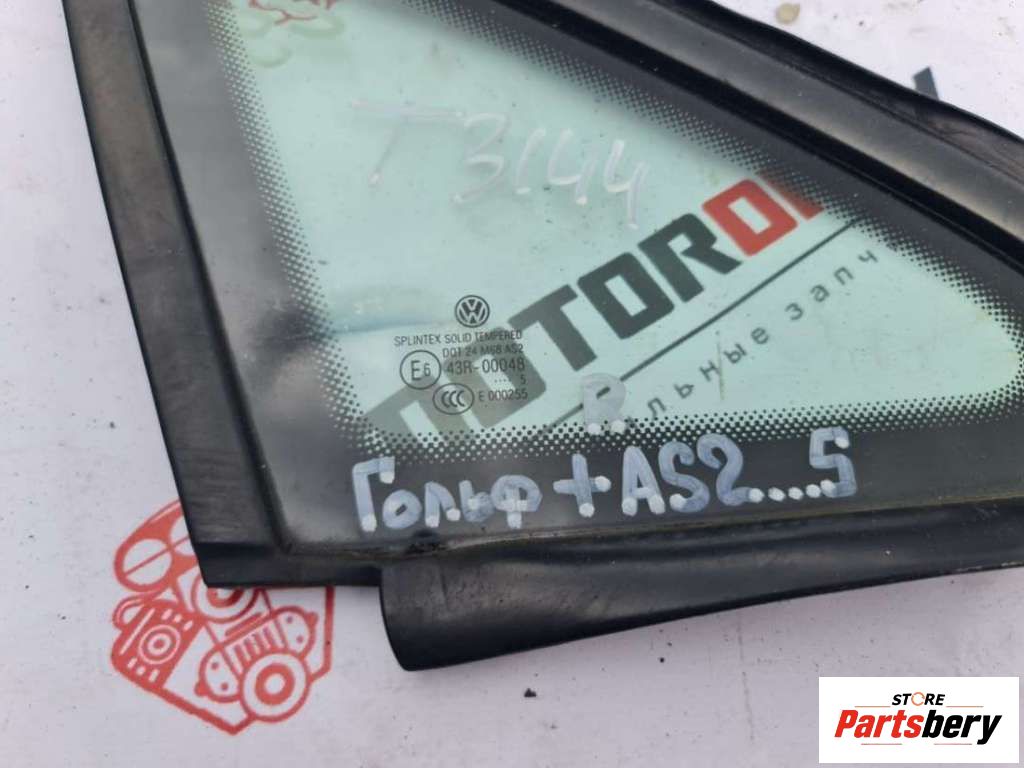 T3144
OTOROL
льные запч
SPLINTEX SOLID TEMPERED
DOT 24 M68 AS2
E6 43R-00048
.... 5
CCC E 000255
R
Гольф + AS2....5
STORE
Partsbery